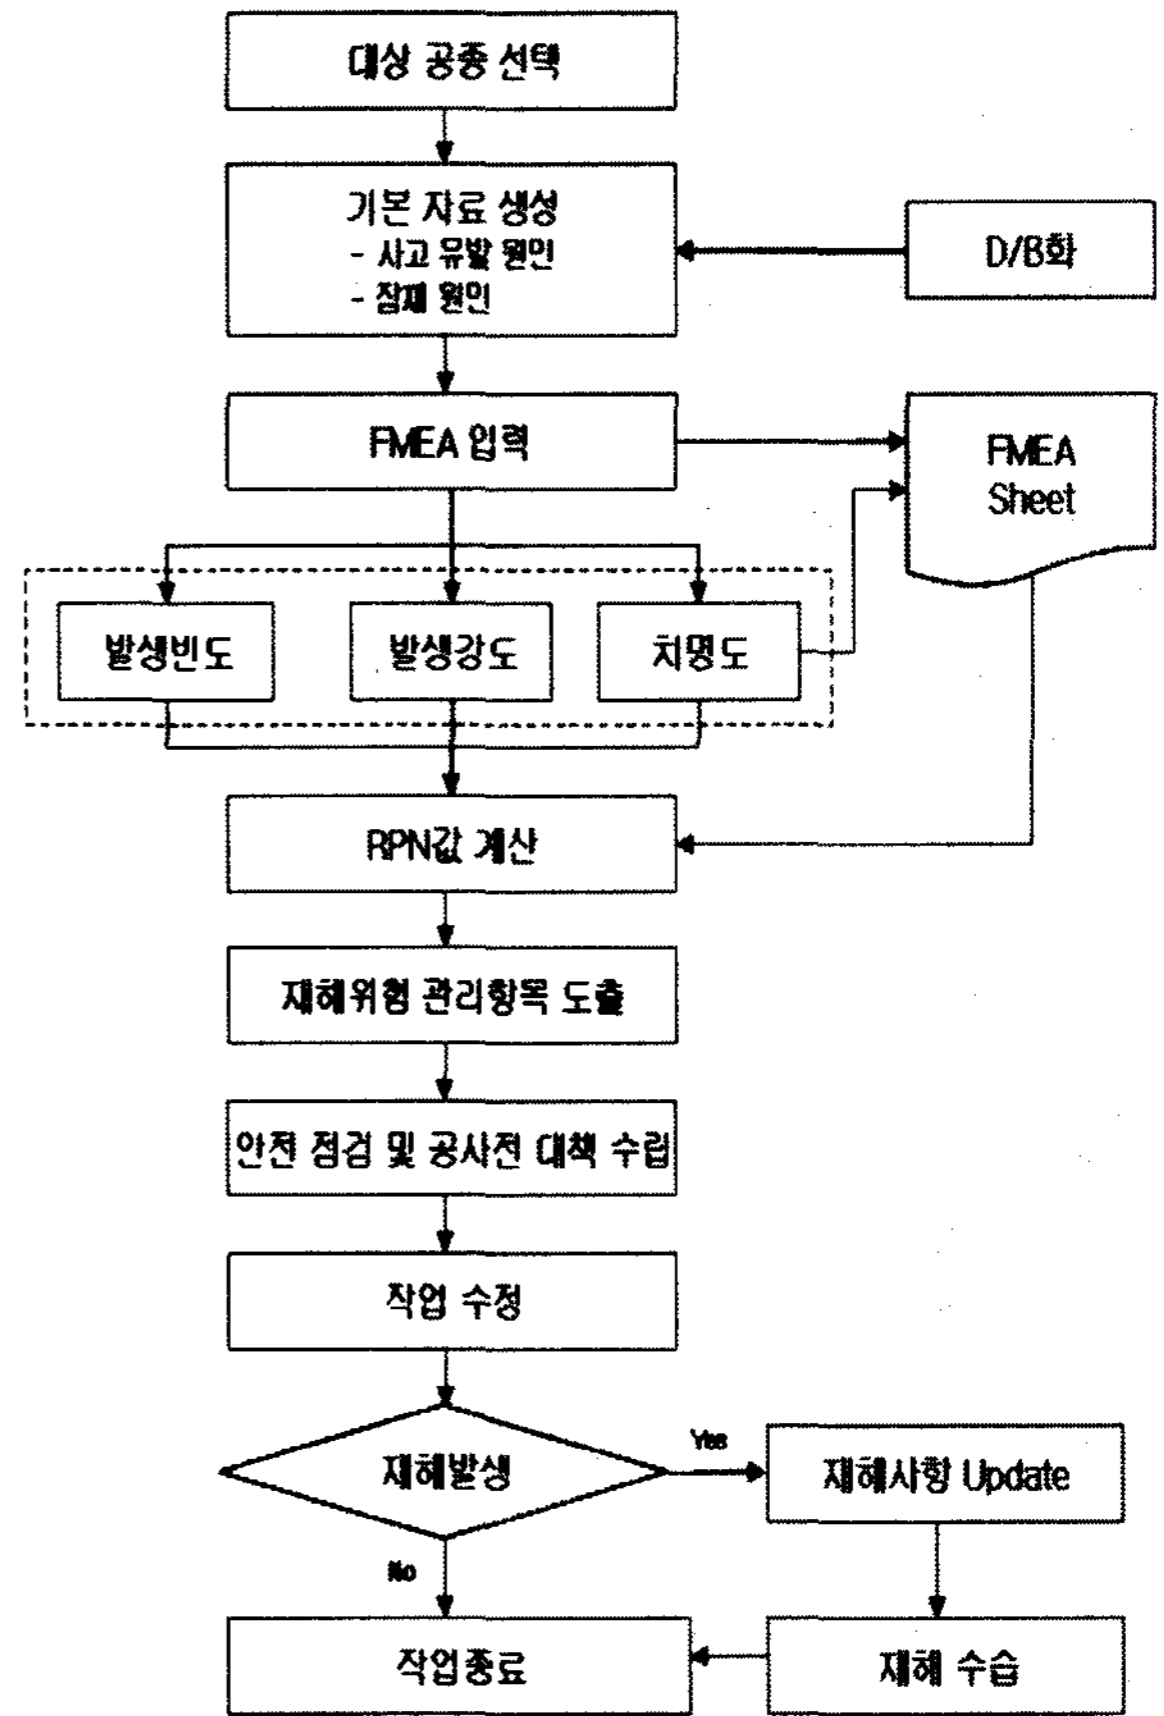 대상 공종 선택
기본 자료 생성
- 사고 유발 원인
- 잠재 원인
D/B화
FMEA 입력
FMEA
Sheet
발생빈도
발생강도
치명도
RPN값 계산
재해위험 관리항목 도출
안전 점검 및 공사전 대책 수립
작업 수정
재해발생
Yes
재해사항 Update
No
작업종료
재해 수습